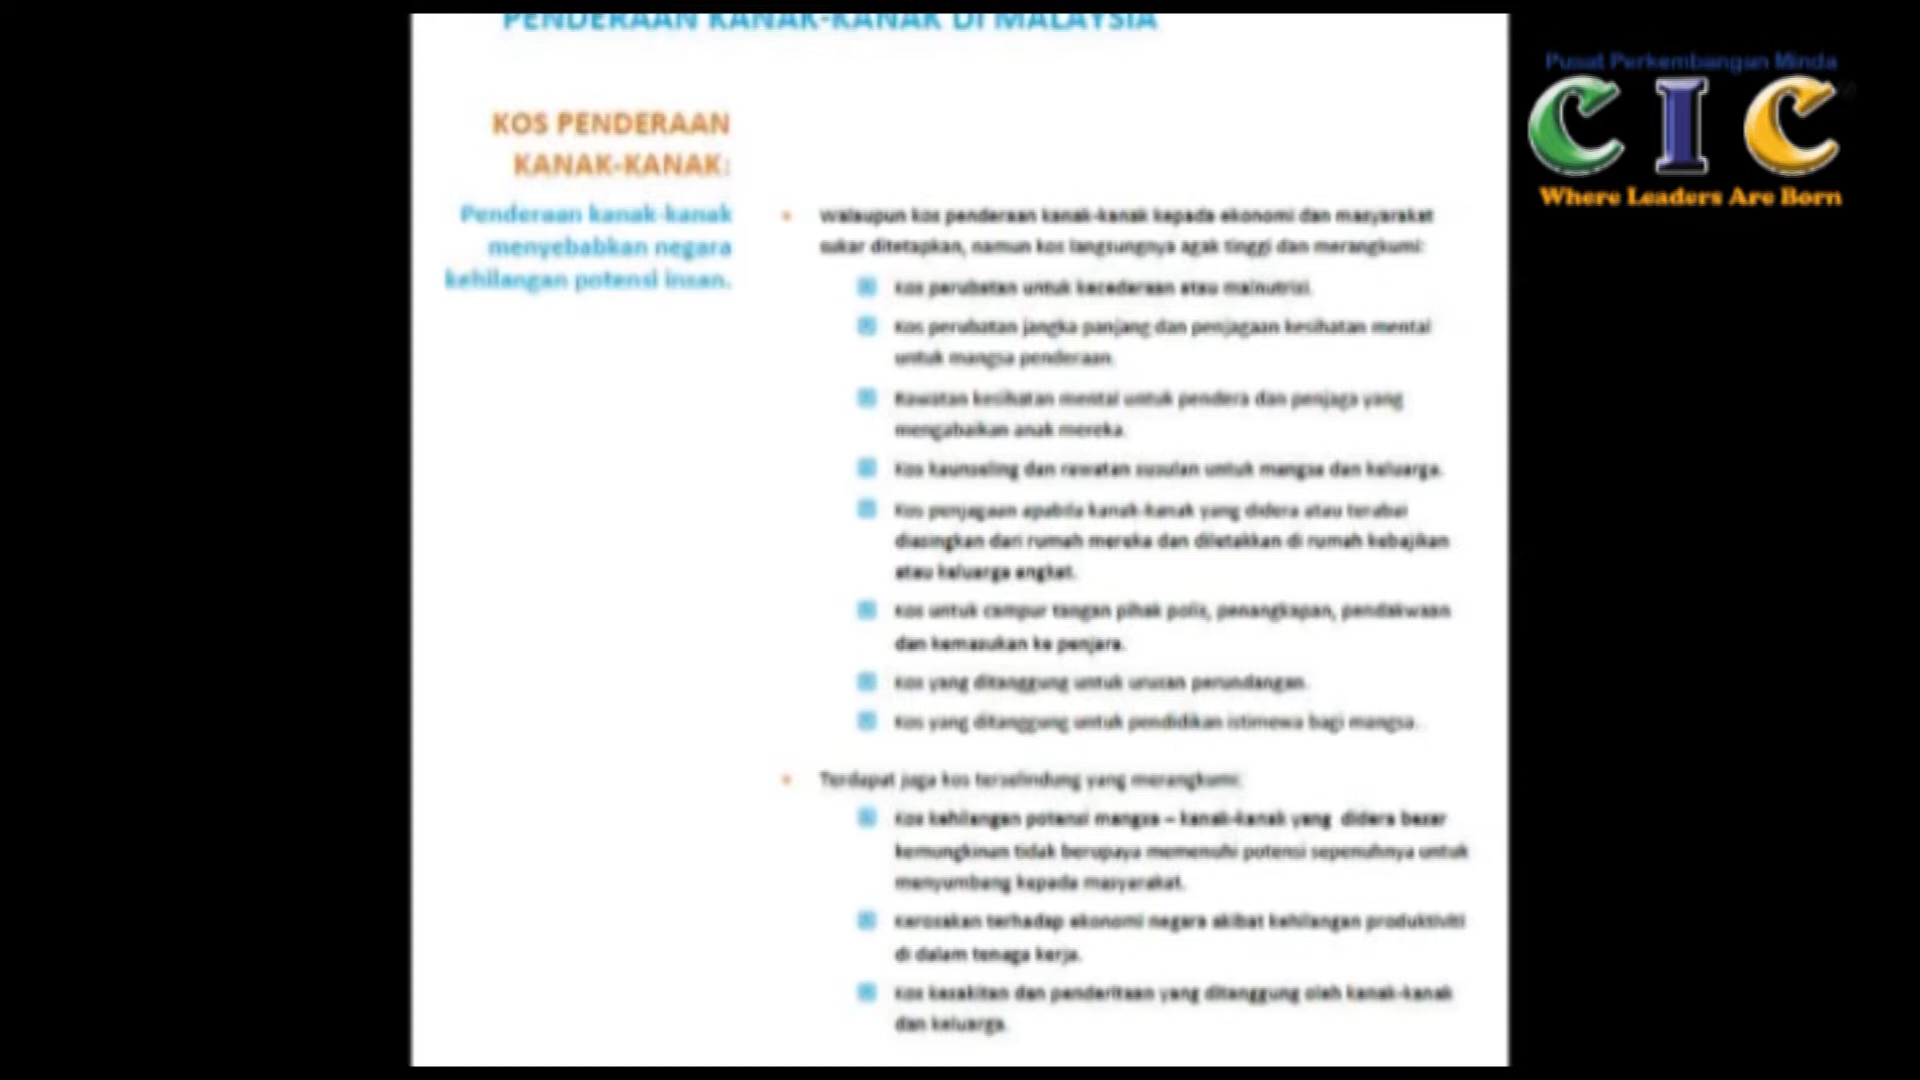 PENDERAAN KANAK-KANAK DI MALAYSIA
Pusat Perkembangan Minda
CIC
Where Leaders Are Born
KOS PENDERAAN
KANAK-KANAK:
Penderaan kanak-kanak
menyebabkan negara
kehilangan potensi insan.
Walaupun kos penderaan kanak-kanak kepada ekonomi dan masyarakat
sukar ditetapkan, namun kos langsungnya agak tinggi dan merangkumi:
Kos perubatan untuk kecederaan atau malnutrisi.
Kos perubatan jangka panjang dan penjagaan kesihatan mental
untuk mangsa penderaan.
Rawatan kesihatan mental untuk pendera dan penjaga yang
mengabaikan anak mereka.
Kos kaunseling dan rawatan susulan untuk mangsa dan keluarga.
Kos penjagaan apabila kanak-kanak yang didera atau terabai
diasingkan dari rumah mereka dan diletakkan di rumah kebajikan
atau keluarga angkat.
Kos untuk campur tangan pihak polis, penangkapan, pendakwaan
dan kemasukan ke penjara.
Kos yang ditanggung untuk urusan perundangan.
Kos yang ditanggung untuk pendidikan istimewa bagi mangsa.
Terdapat juga kos terselindung yang merangkumi:
Kos kehilangan potensi mangsa – kanak-kanak yang didera besar
kemungkinan tidak berupaya memenuhi potensi sepenuhnya untuk
menyumbang kepada masyarakat.
Kerosakan terhadap ekonomi negara akibat kehilangan produktiviti
di dalam tenaga kerja.
Kos kesakitan dan penderitaan yang ditanggung oleh kanak-kanak
dan keluarga.